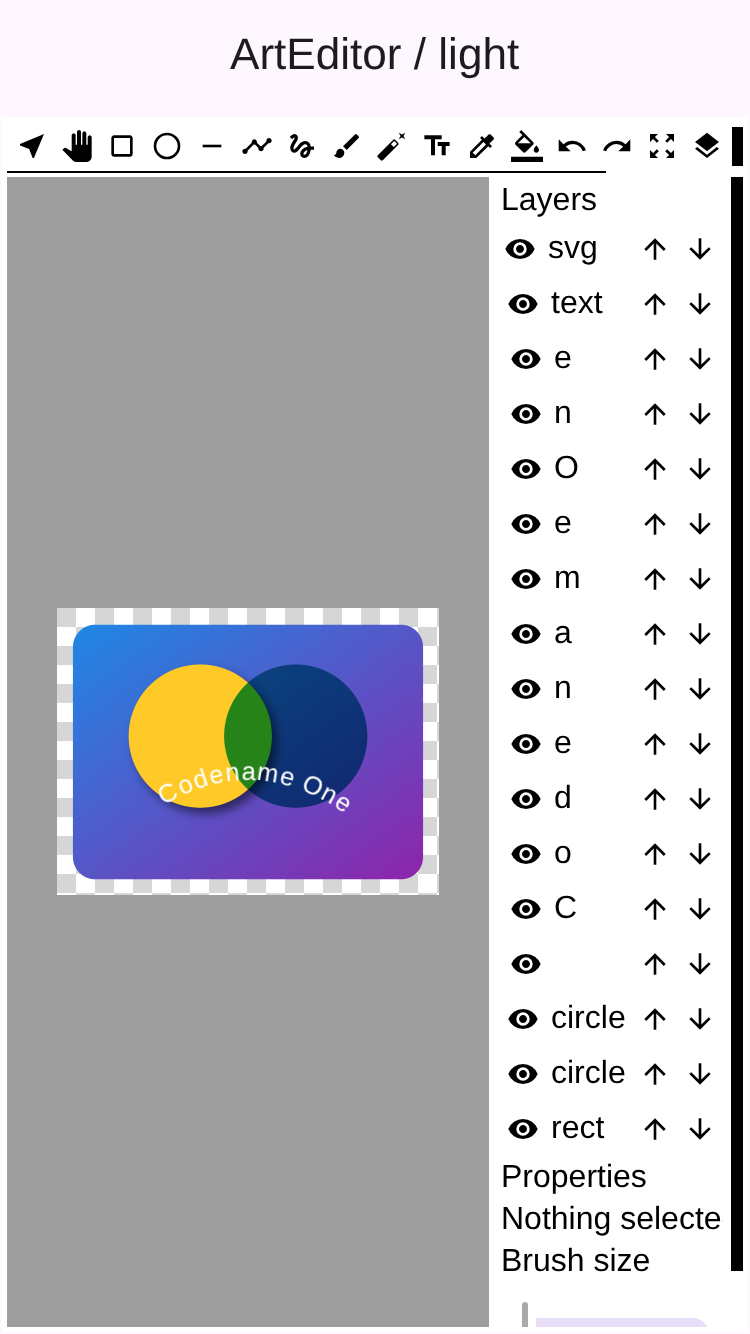 ArtEditor / light
Layers
svg
text
e
n
O
e
m
a
n
e
d
o
C
circle
circle
rect
Properties
Nothing selecte
Brush size
Codename One